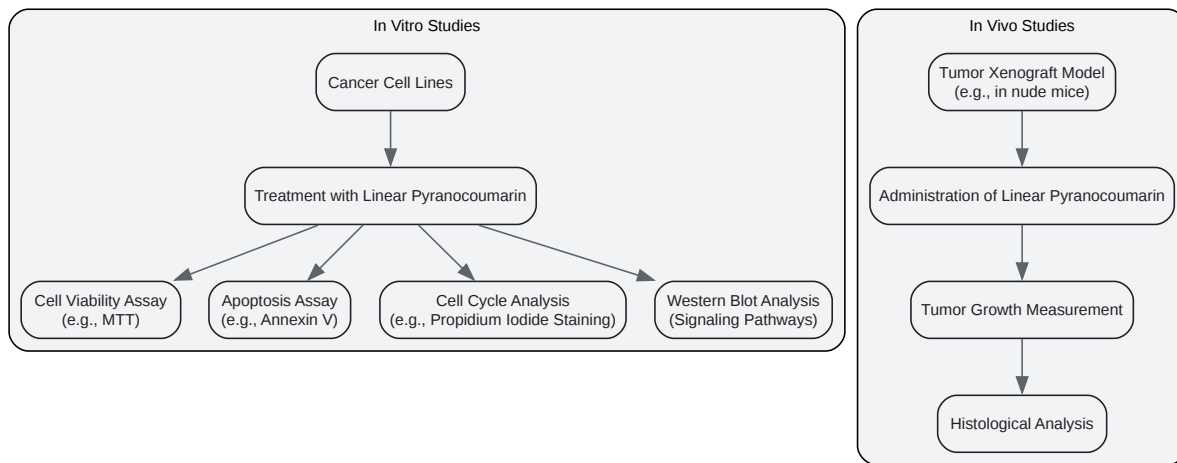 In Vitro Studies
Cancer Cell Lines
Treatment with Linear Pyranocoumarin
Cell Viability Assay
(e.g., MTT)
Apoptosis Assay
(e.g., Annexin V)
Cell Cycle Analysis
(e.g., Propidium Iodide Staining)
Western Blot Analysis
(Signaling Pathways)
In Vivo Studies
Tumor Xenograft Model
(e.g., in nude mice)
Administration of Linear Pyranocoumarin
Tumor Growth Measurement
Histological Analysis